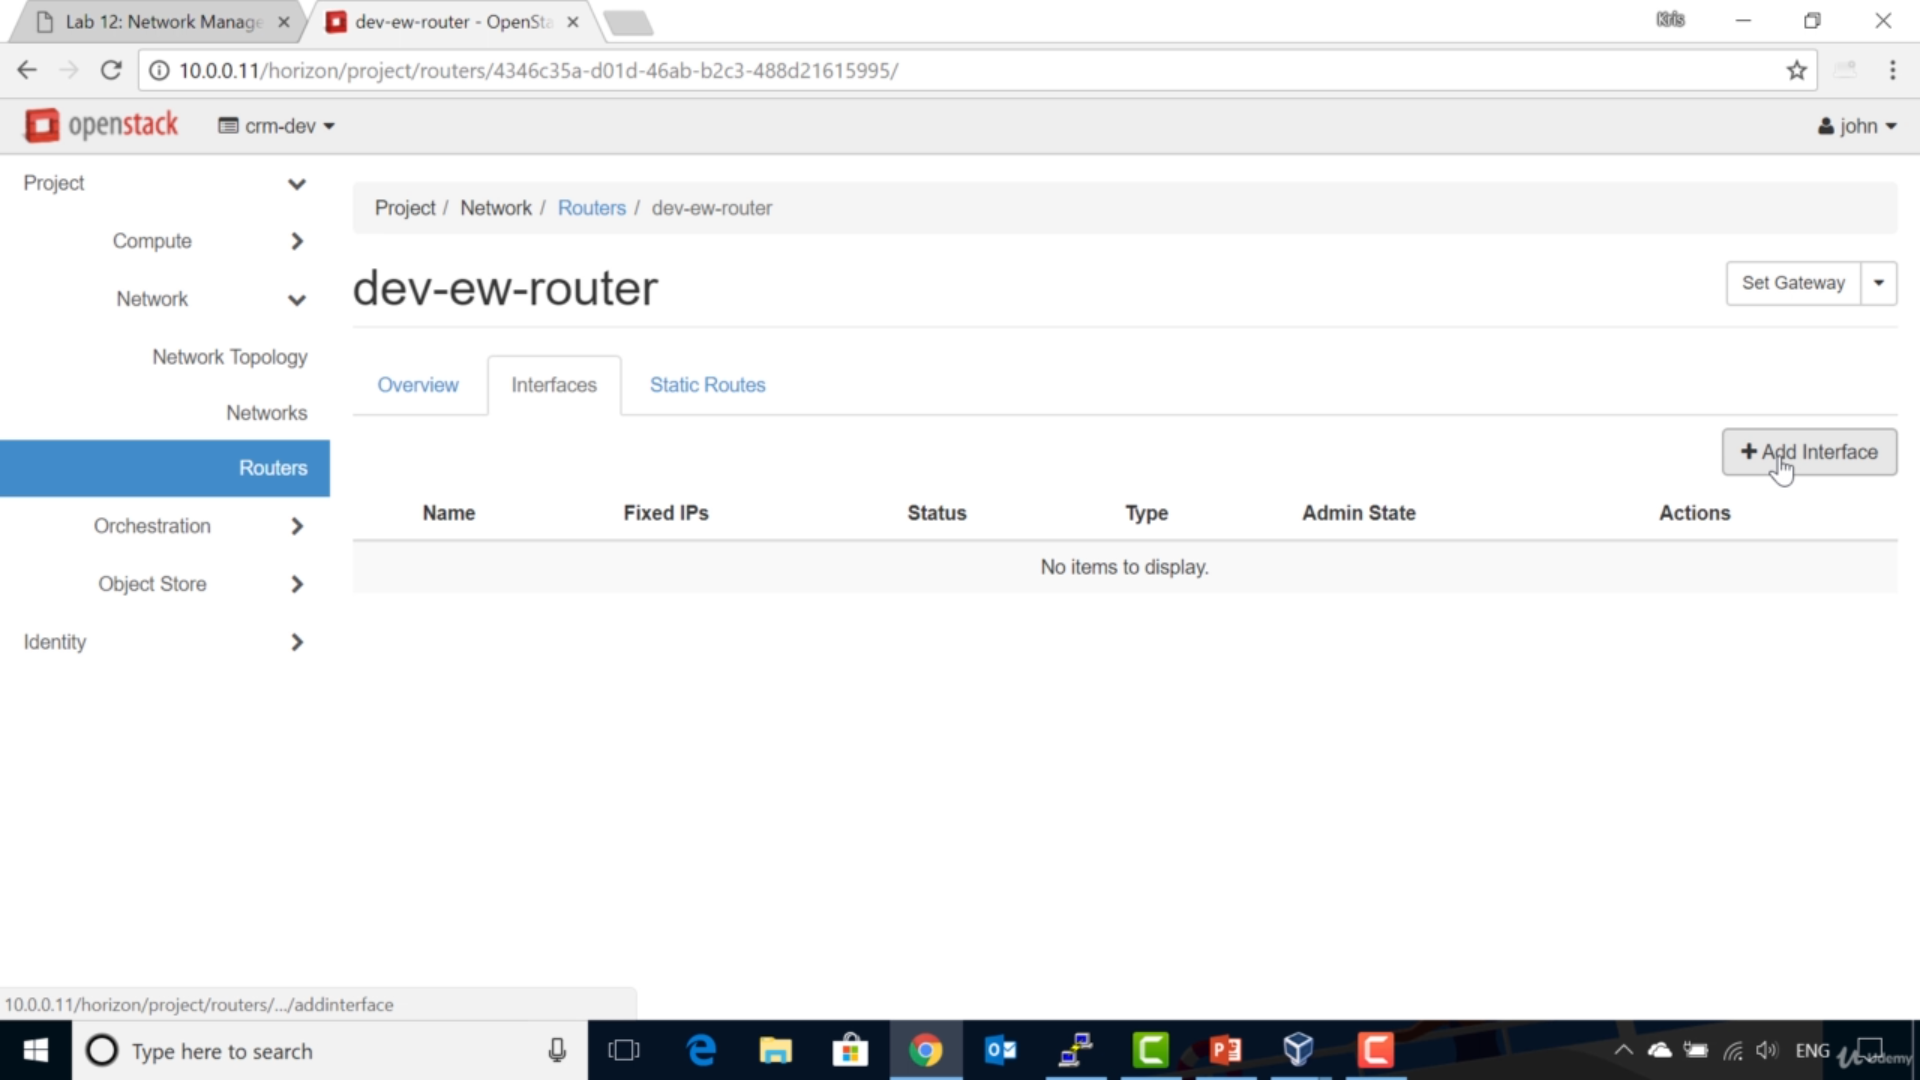 Lab 12: Network Manage
dev-ew-router - OpenSta
Kris
10.0.0.11/horizon/project/routers/4346c35a-d01d-46ab-b2c3-488d21615995/
openstack
crm-dev
john
Project
Compute
Network
Network Topology
Networks
Routers
Orchestration
Object Store
Identity
Project / Network / Routers / dev-ew-router
dev-ew-router
Set Gateway
Overview
Interfaces
Static Routes
+ Add Interface
Name Fixed IPs Status Type Admin State Actions
No items to display.
10.0.0.11/horizon/project/routers/.../addinterface
Type here to search
ENG
Udemy